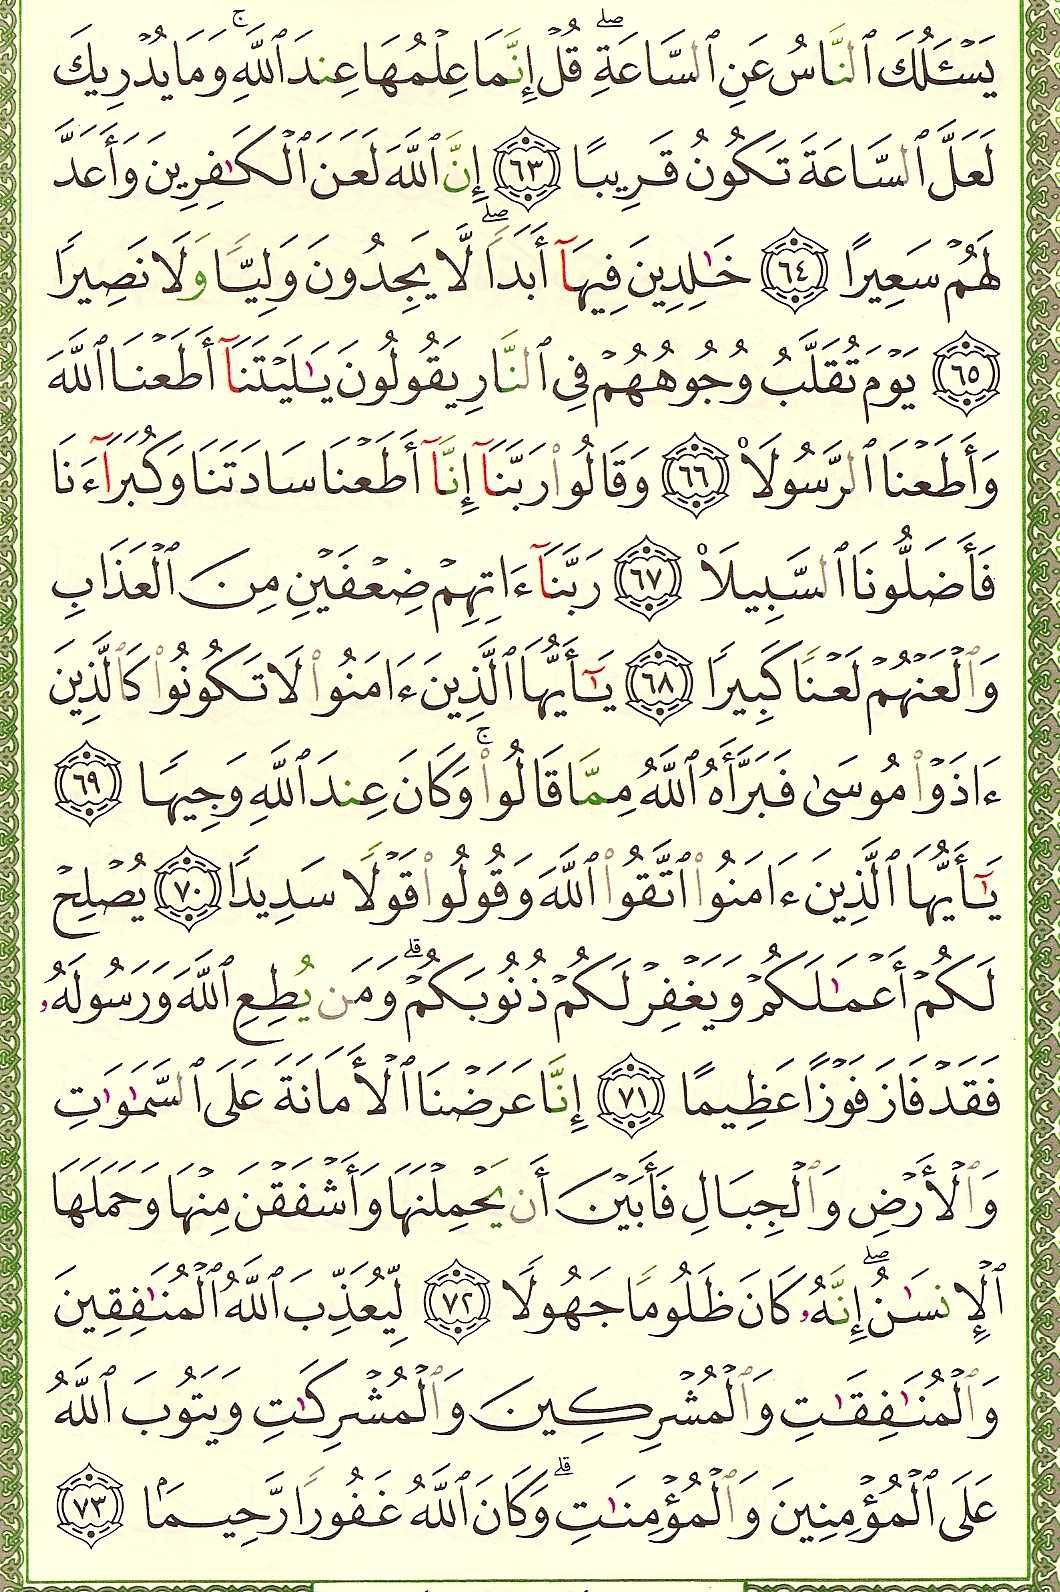 يَسْـَٔلُكَ ٱلنَّاسُ عَنِ ٱلسَّاعَةِ ۖ قُلْ إِنَّمَا عِلْمُهَا عِندَ ٱللَّهِ ۚ وَمَا يُدْرِيكَ
لَعَلَّ ٱلسَّاعَةَ تَكُونُ قَرِيبًا ٦٣ إِنَّ ٱللَّهَ لَعَنَ ٱلْكَٰفِرِينَ وَأَعَدَّ
لَهُمْ سَعِيرًا ٦٤ خَٰلِدِينَ فِيهَآ أَبَدًا ۖ لَّا يَجِدُونَ وَلِيًّا وَلَا نَصِيرًا
٦٥ يَوْمَ تُقَلَّبُ وُجُوهُهُمْ فِى ٱلنَّارِ يَقُولُونَ يَٰلَيْتَنَآ أَطَعْنَا ٱللَّهَ
وَأَطَعْنَا ٱلرَّسُولَا۠ ٦٦ وَقَالُوا۟ رَبَّنَآ إِنَّآ أَطَعْنَا سَادَتَنَا وَكُبَرَآءَنَا
فَأَضَلُّونَا ٱلسَّبِيلَا۠ ٦٧ رَبَّنَآ ءَاتِهِمْ ضِعْفَيْنِ مِنَ ٱلْعَذَابِ
وَٱلْعَنْهُمْ لَعْنًا كَبِيرًا ٦٨ يَٰٓأَيُّهَا ٱلَّذِينَ ءَامَنُوا۟ لَا تَكُونُوا۟ كَٱلَّذِينَ
ءَاذَوْا۟ مُوسَىٰ فَبَرَّأَهُ ٱللَّهُ مِمَّا قَالُوا۟ ۚ وَكَانَ عِندَ ٱللَّهِ وَجِيهًا ٦٩
يَٰٓأَيُّهَا ٱلَّذِينَ ءَامَنُوا۟ ٱتَّقُوا۟ ٱللَّهَ وَقُولُوا۟ قَوْلًا سَدِيدًا ٧٠ يُصْلِحْ
لَكُمْ أَعْمَٰلَكُمْ وَيَغْفِرْ لَكُمْ ذُنُوبَكُمْ ۗ وَمَن يُطِعِ ٱللَّهَ وَرَسُولَهُۥ
فَقَدْ فَازَ فَوْزًا عَظِيمًا ٧١ إِنَّا عَرَضْنَا ٱلْأَمَانَةَ عَلَى ٱلسَّمَٰوَٰتِ
وَٱلْأَرْضِ وَٱلْجِبَالِ فَأَبَيْنَ أَن يَحْمِلْنَهَا وَأَشْفَقْنَ مِنْهَا وَحَمَلَهَا
ٱلْإِنسَٰنُ ۖ إِنَّهُۥ كَانَ ظَلُومًا جَهُولًا ٧٢ لِّيُعَذِّبَ ٱللَّهُ ٱلْمُنَٰفِقِينَ
وَٱلْمُنَٰفِقَٰتِ وَٱلْمُشْرِكِينَ وَٱلْمُشْرِكَٰتِ وَيَتُوبَ ٱللَّهُ
عَلَى ٱلْمُؤْمِنِينَ وَٱلْمُؤْمِنَٰتِ ۗ وَكَانَ ٱللَّهُ غَفُورًا رَّحِيمًۢا ٧٣